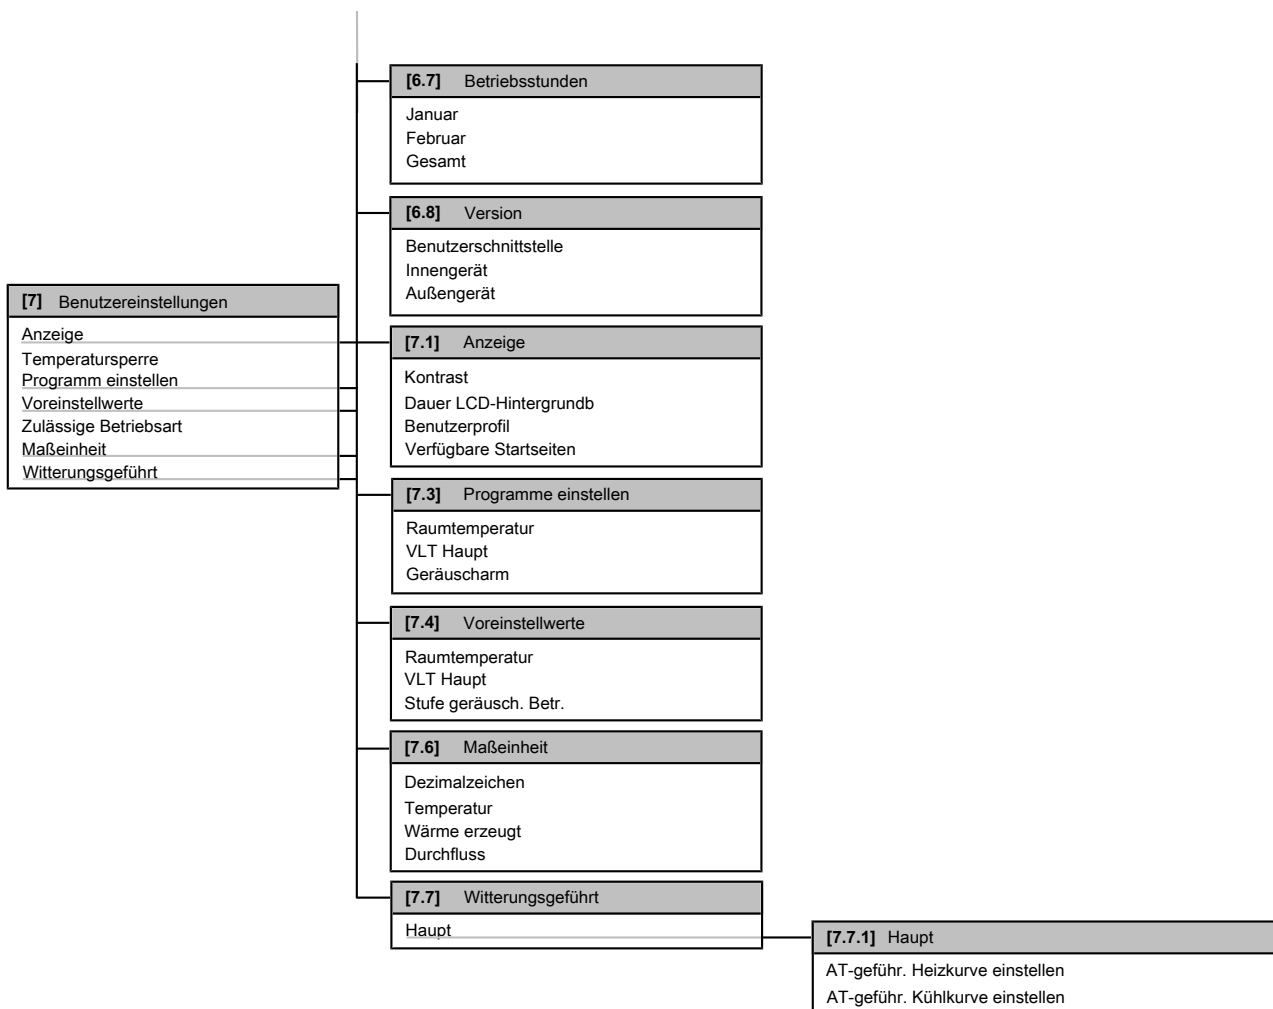 [6.7] Betriebsstunden
Januar
Februar
Gesamt
[6.8] Version
Benutzerschnittstelle
Innengerät
Außengerät
[7] Benutzereinstellungen
Anzeige
Temperatursperre
Programm einstellen
Voreinstellwerte
Zulässige Betriebsart
Maßeinheit
Witterungsgeführt
[7.1] Anzeige
Kontrast
Dauer LCD-Hintergrundb
Benutzerprofil
Verfügbare Startseiten
[7.3] Programme einstellen
Raumtemperatur
VLT Haupt
Geräuscharm
[7.4] Voreinstellwerte
Raumtemperatur
VLT Haupt
Stufe geräusch. Betr.
[7.6] Maßeinheit
Dezimalzeichen
Temperatur
Wärme erzeugt
Durchfluss
[7.7] Witterungsgeführt
Haupt
[7.7.1] Haupt
AT-geführ. Heizkurve einstellen
AT-geführ. Kühlkurve einstellen